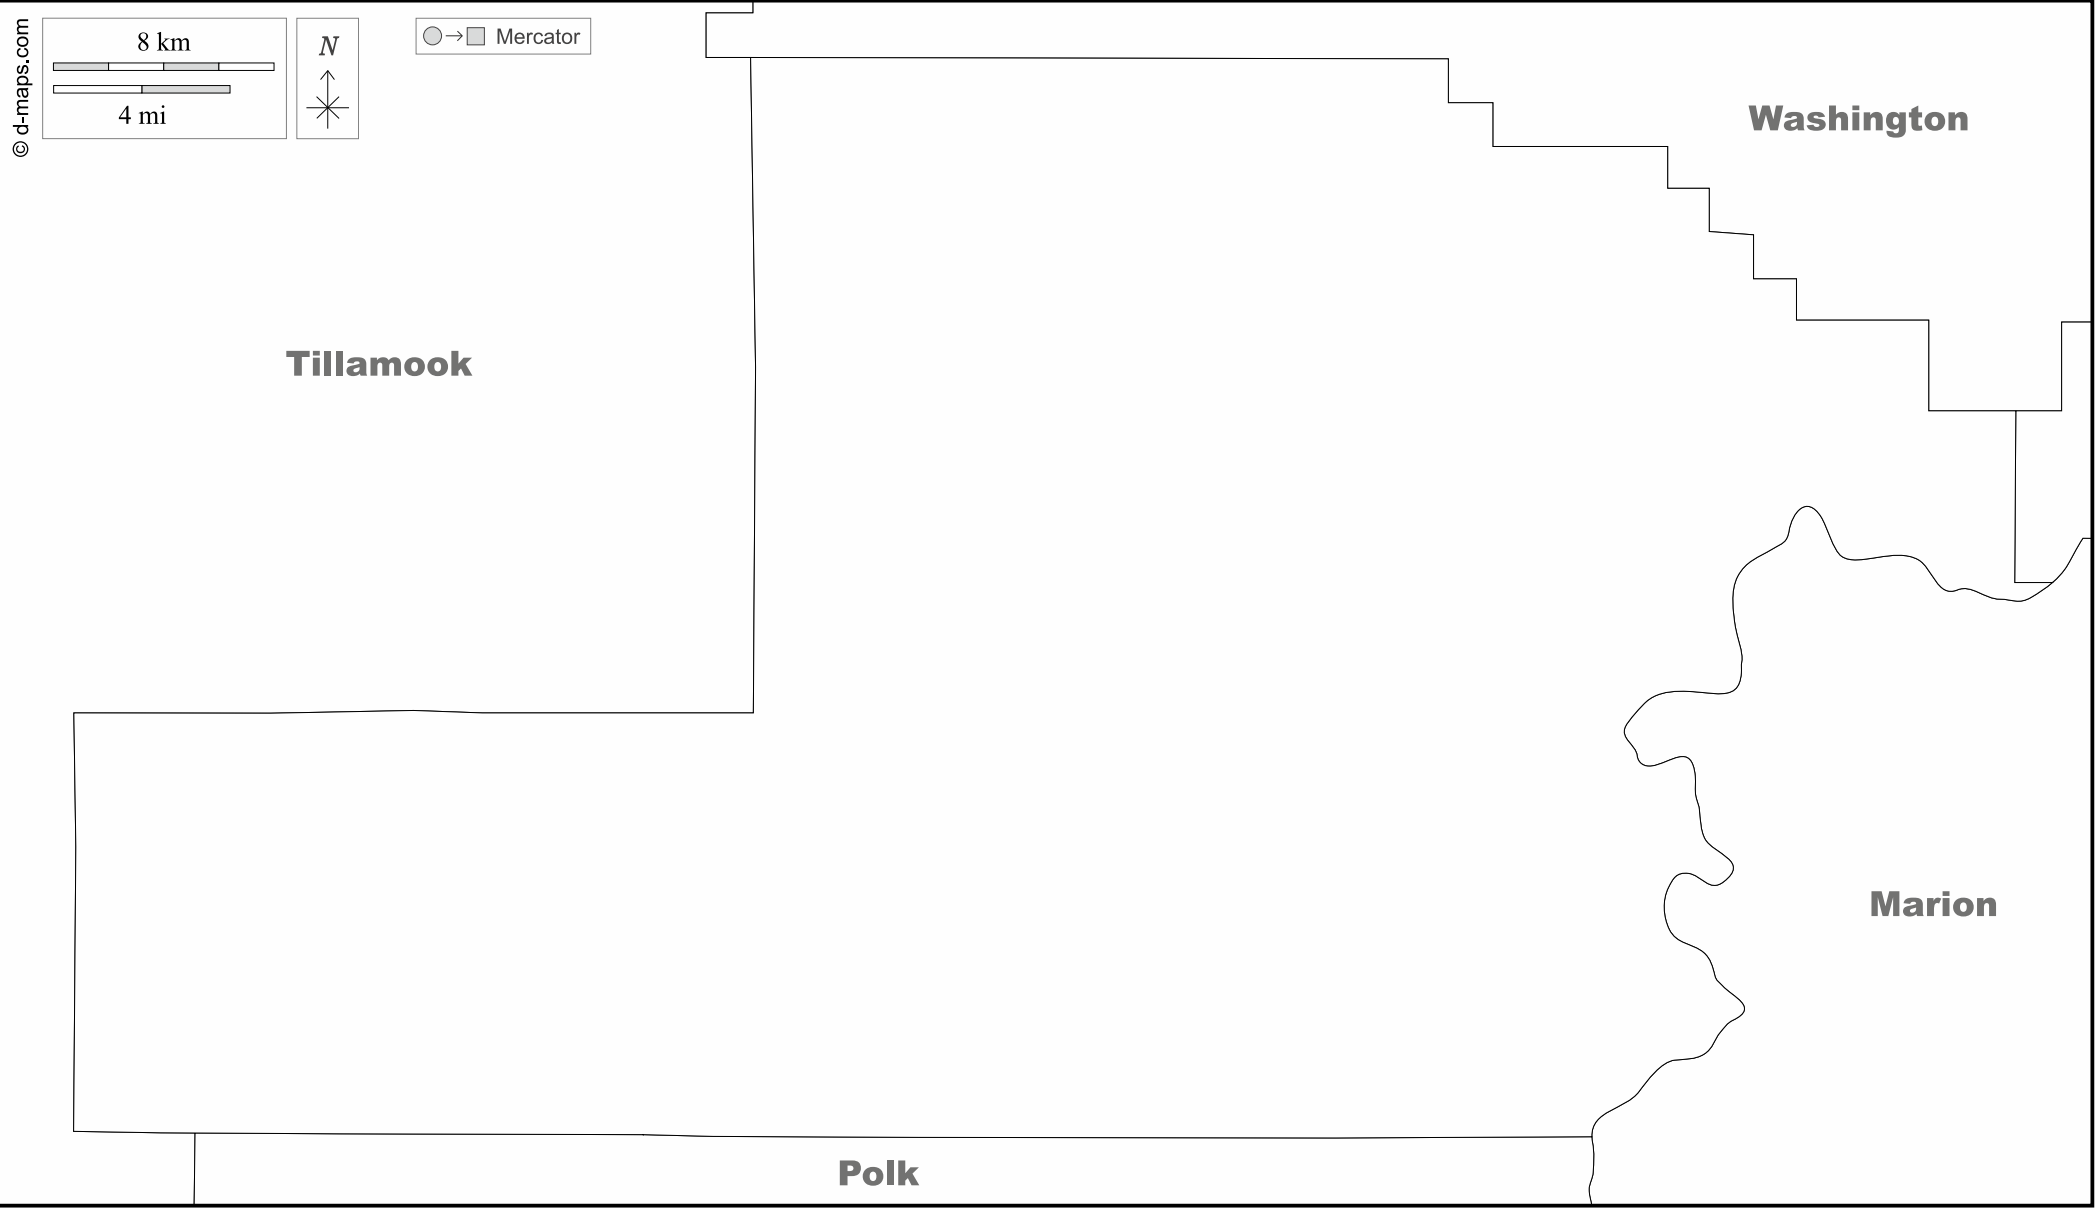 © d-maps.com
8 km
4 mi
N
Mercator
Washington
Tillamook
Marion
Polk